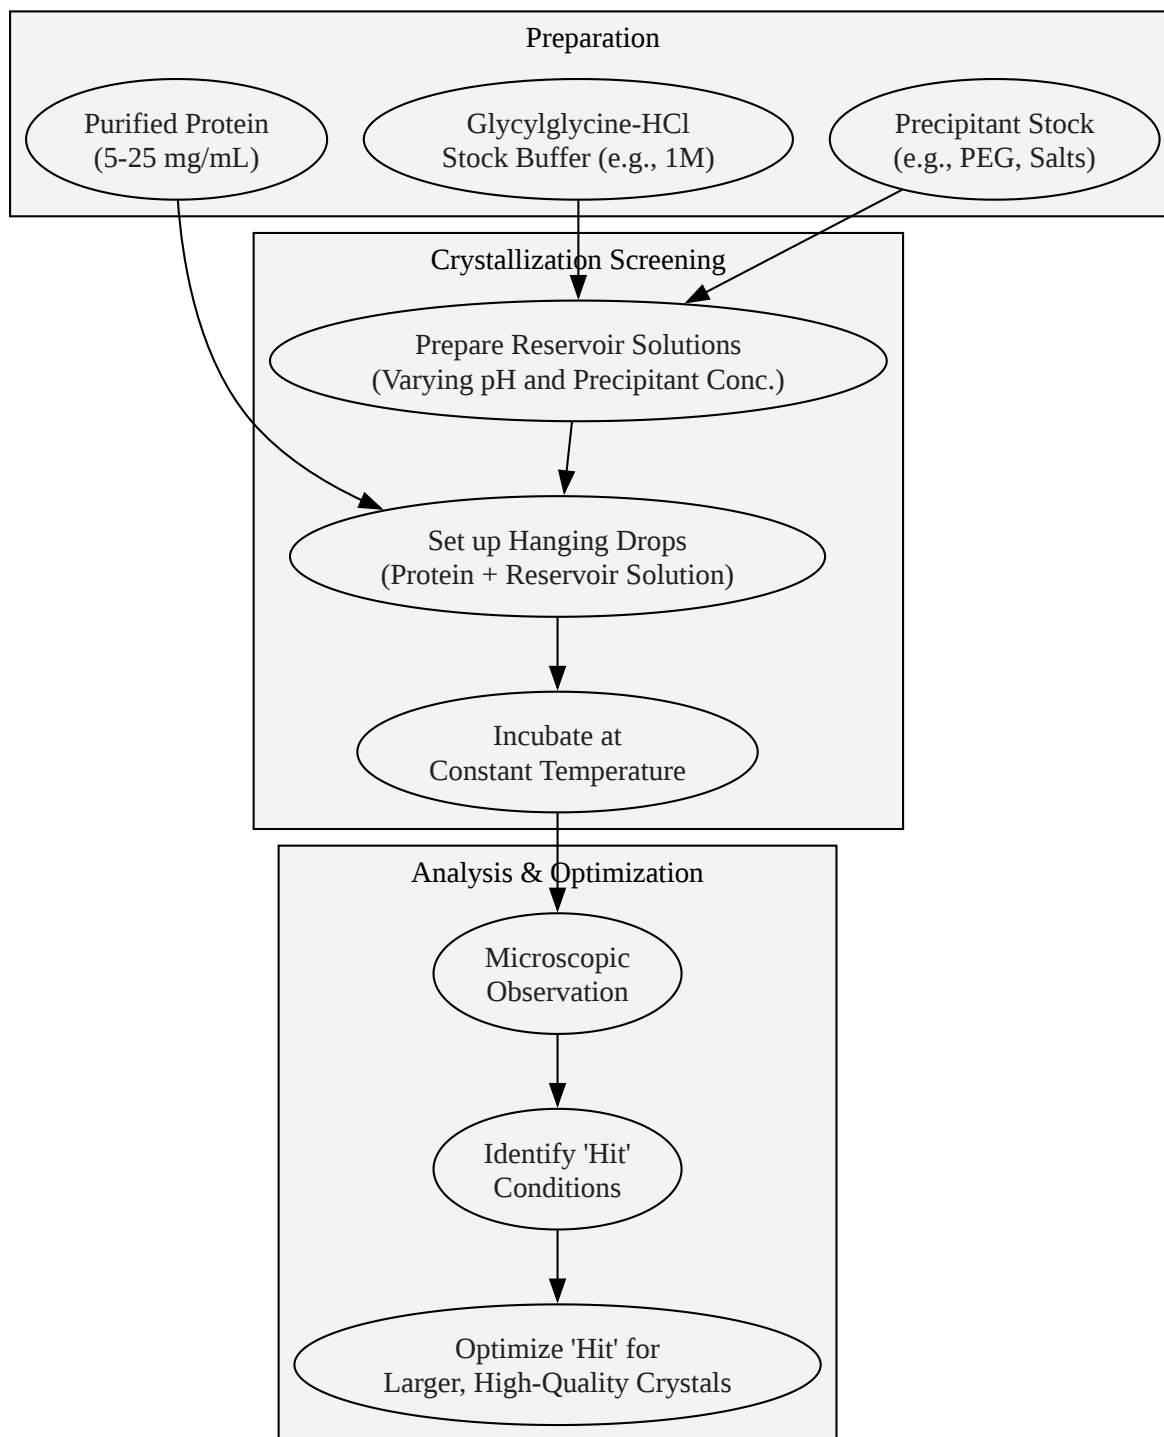 Preparation
Purified Protein
(5-25 mg/mL)
Glycylglycine-HCl
Stock Buffer (e.g., 1M)
Precipitant Stock
(e.g., PEG, Salts)
Crystallization Screening
Prepare Reservoir Solutions
(Varying pH and Precipitant Conc.)
Set up Hanging Drops
(Protein + Reservoir Solution)
Incubate at
Constant Temperature
Analysis & Optimization
Microscopic
Observation
Identify 'Hit'
Conditions
Optimize 'Hit' for
Larger, High-Quality Crystals